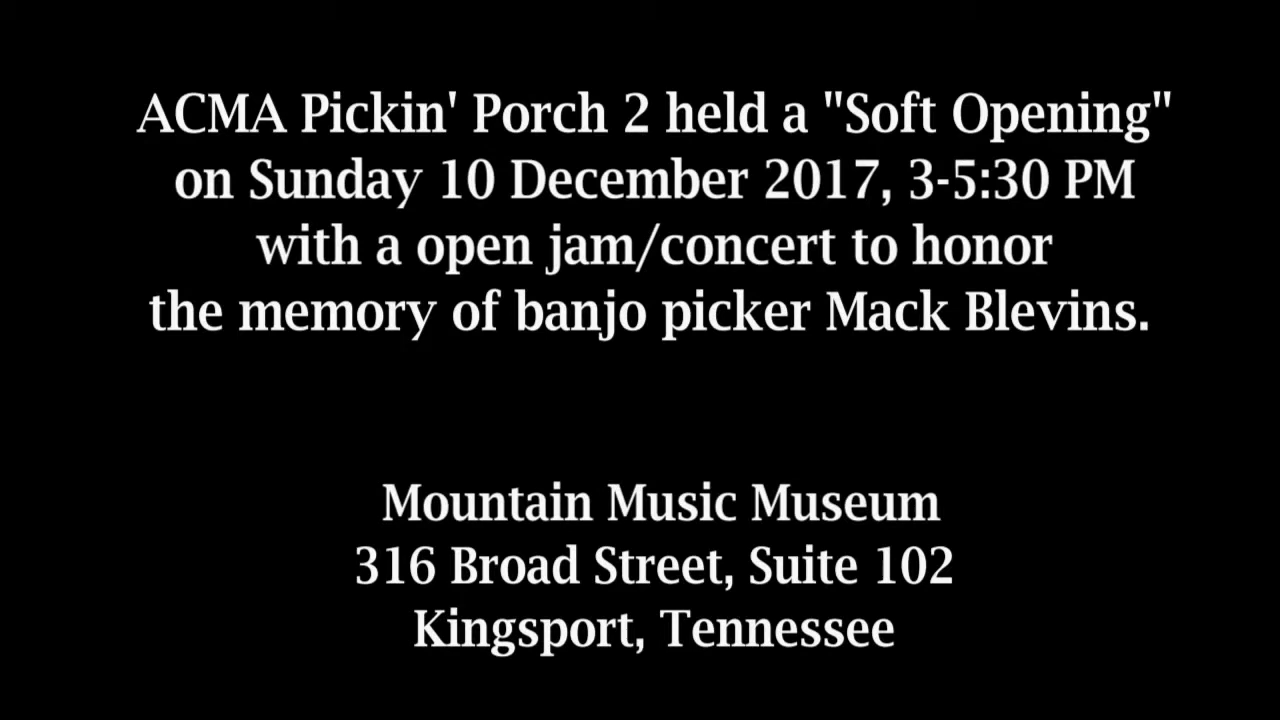 ACMA Pickin' Porch 2 held a "Soft Opening"
on Sunday 10 December 2017, 3-5:30 PM
with a open jam/concert to honor
the memory of banjo picker Mack Blevins.
Mountain Music Museum
316 Broad Street, Suite 102
Kingsport, Tennessee